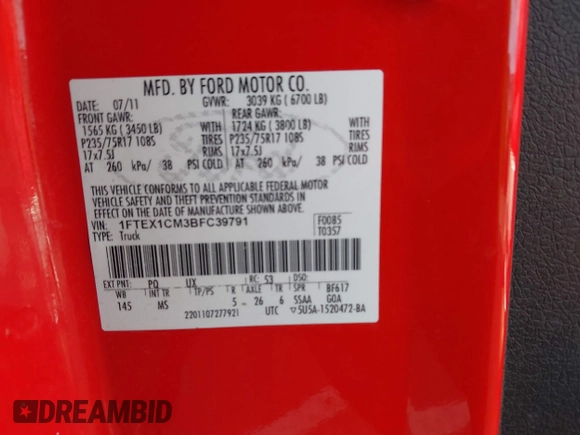 MFD. BY FORD MOTOR CO.
DATE: 07/11 GVWR: 3039 KG ( 6700 LB)
FRONT GAWR: REAR GAWR:
1565 KG ( 3450 LB) WITH 1724 KG ( 3800 LB) WITH
P235/75R17 108S TIRES P235/75R17 108S TIRES
17x7.5J RIMS 17x7.5J RIMS
AT 260 kPa/ 38 PSI COLD AT 260 kPa/ 38 PSI COLD
THIS VEHICLE CONFORMS TO ALL APPLICABLE FEDERAL MOTOR
VEHICLE SAFETY AND THEFT PREVENTION STANDARDS IN
EFFECT ON THE DATE OF MANUFACTURE SHOWN ABOVE.
VIN: 1FTEX1CM3BFC39791 F0085
TYPE: Truck T0357
EXT PNT: PQ UX RC: 53 DSO:
WB INT TR TP/PS R AXLE TR SPR BF617
145 MS 5 - 26 6 SSAA GOA
2201107277921 UTC ▽5U5A-1520472-BA
DREAMBID